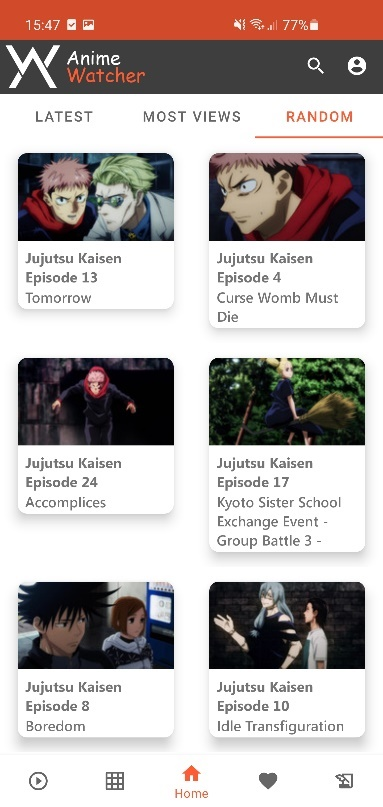 15:47
77%
Anime
Watcher
LATEST
MOST VIEWS
RANDOM
Jujutsu Kaisen
Episode 13
Tomorrow
Jujutsu Kaisen
Episode 4
Curse Womb Must
Die
Jujutsu Kaisen
Episode 24
Accomplices
Jujutsu Kaisen
Episode 17
Kyoto Sister School
Exchange Event -
Group Battle 3 -
Jujutsu Kaisen
Episode 8
Boredom
Jujutsu Kaisen
Episode 10
Idle Transfiguration
Home